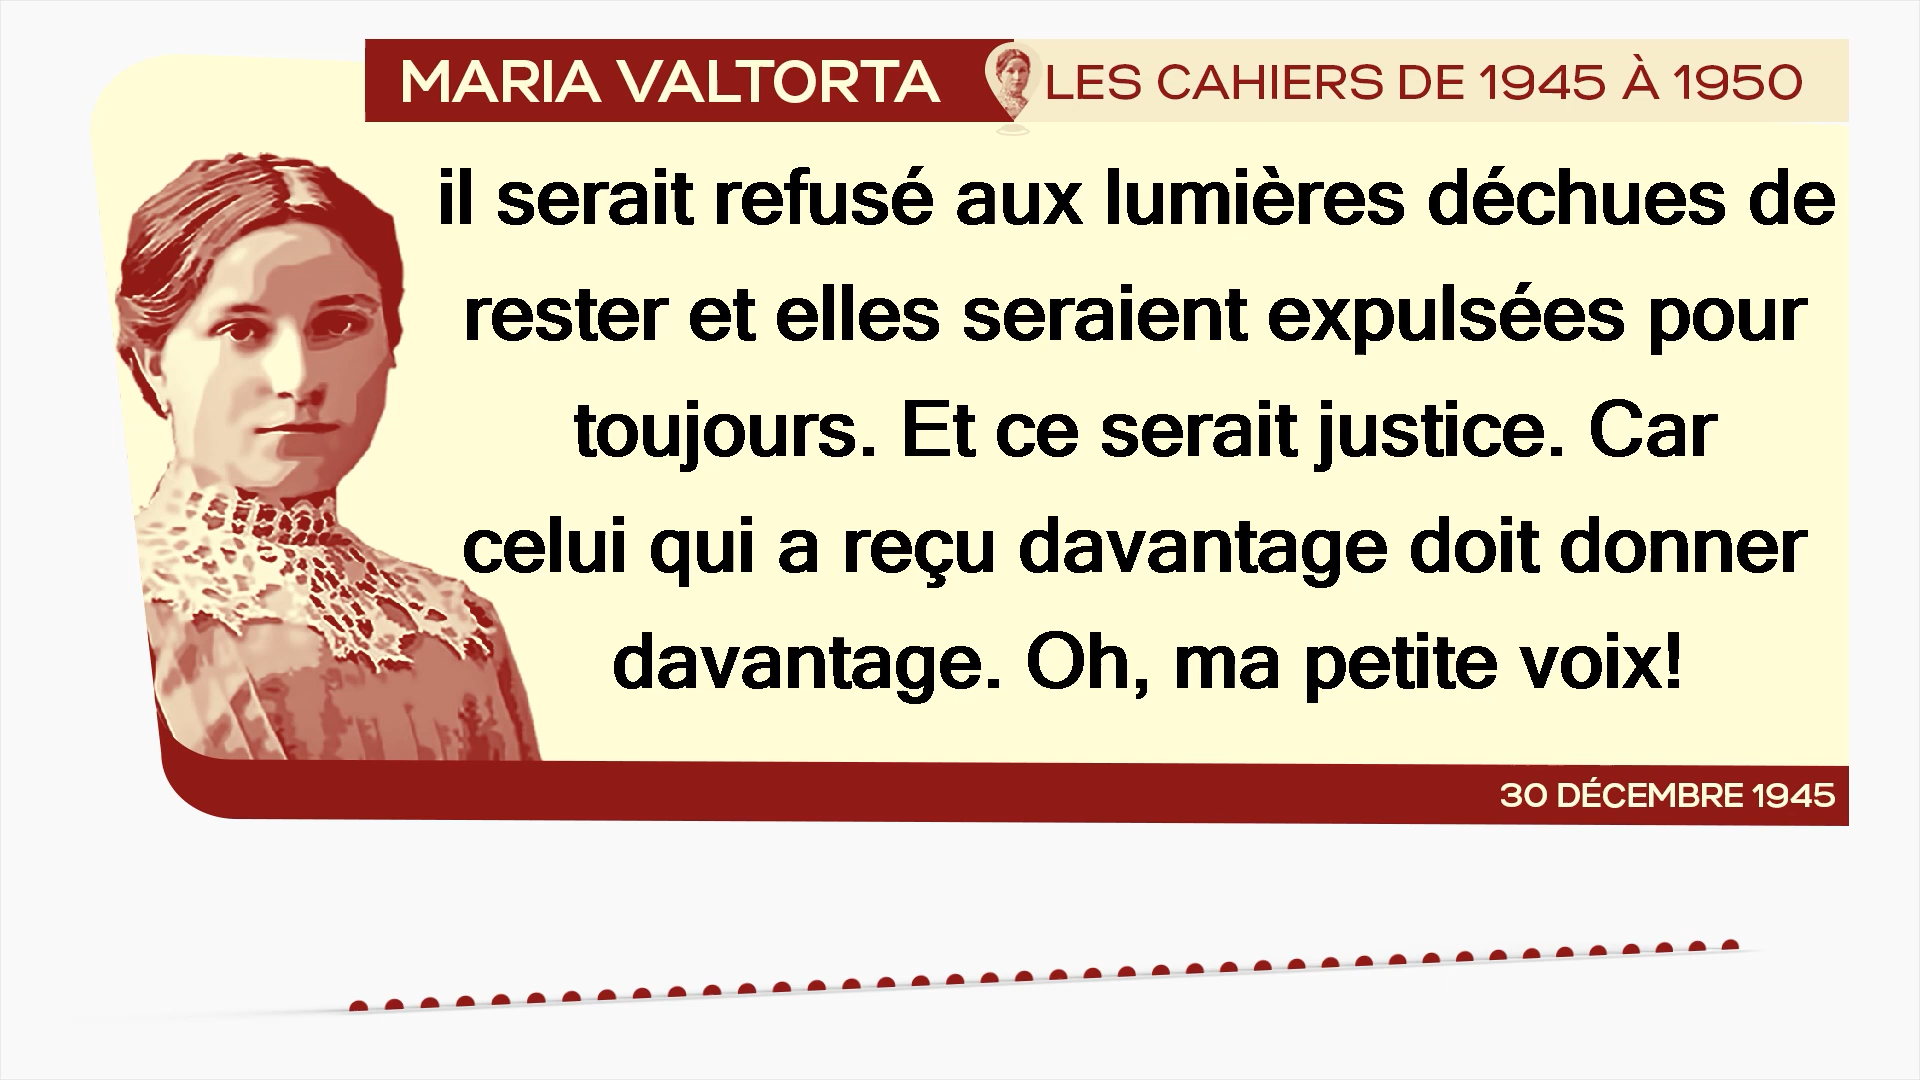 MARIA VALTORTA
LES CAHIERS DE 1945 À 1950
il serait refusé aux lumières déchues de
rester et elles seraient expulsées pour
toujours. Et ce serait justice. Car
celui qui a reçu davantage doit donner
davantage. Oh, ma petite voix!
30 DÉCEMBRE 1945